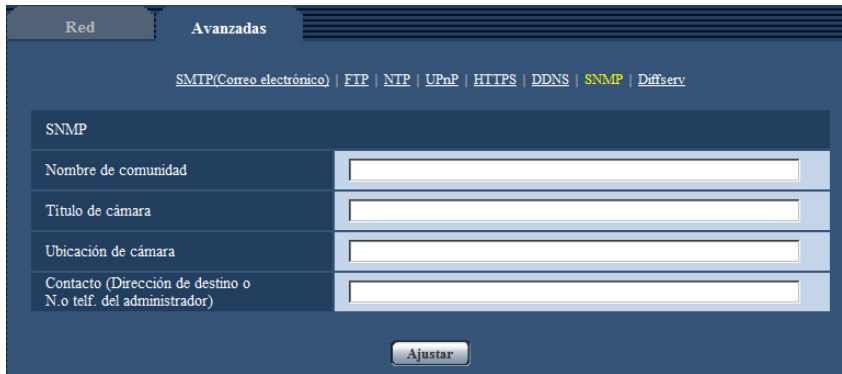 Red
Avanzadas
SMTP(Correo electrónico) | FTP | NTP | UPnP | HTTPS | DDNS | SNMP | Diffserv
SNMP
Nombre de comunidad
Titulo de cámara
Ubicación de cámara
Contacto (Dirección de destino o
N.o telf. del administrador)
Ajustar